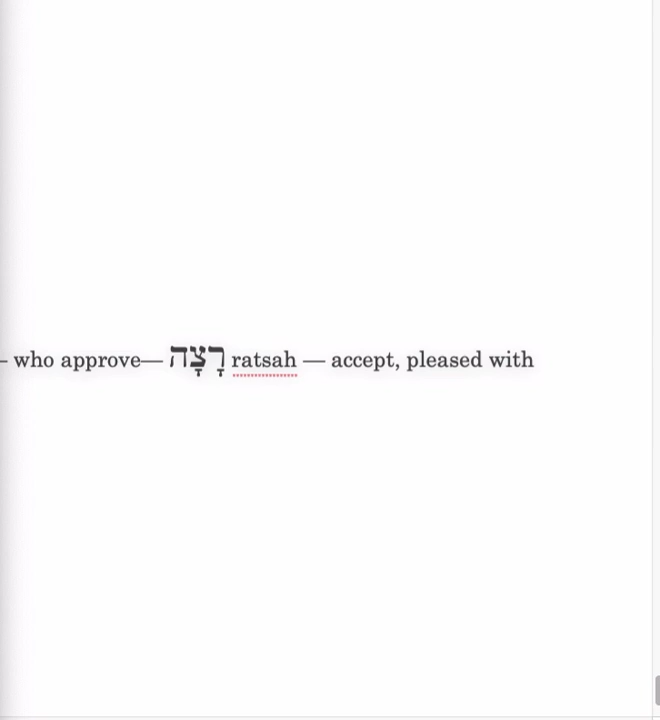 – who approve— רָצָה ratsah — accept, pleased with